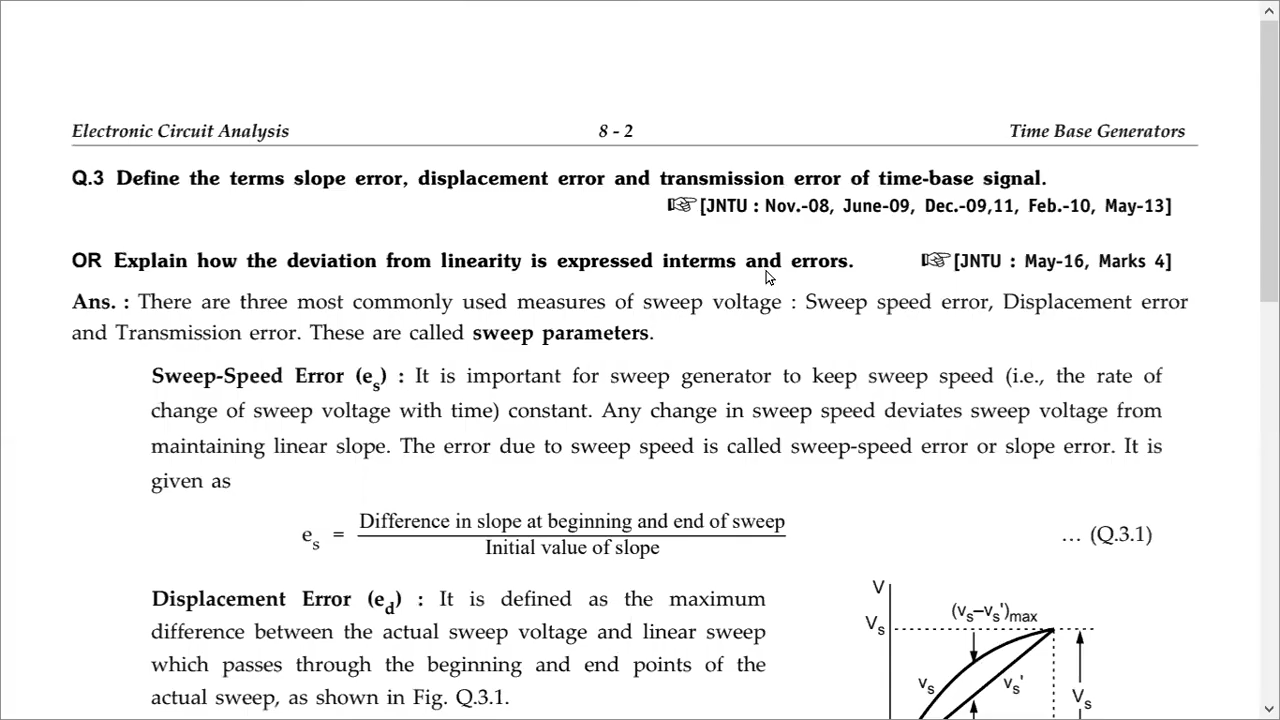 Electronic Circuit Analysis 8 - 2 Time Base Generators
Q.3 Define the terms slope error, displacement error and transmission error of time-base signal.
☞[JNTU : Nov.-08, June-09, Dec.-09,11, Feb.-10, May-13]
OR Explain how the deviation from linearity is expressed interms and errors. ☞[JNTU : May-16, Marks 4]
Ans. : There are three most commonly used measures of sweep voltage : Sweep speed error, Displacement error
and Transmission error. These are called sweep parameters.
Sweep-Speed Error (es) : It is important for sweep generator to keep sweep speed (i.e., the rate of
change of sweep voltage with time) constant. Any change in sweep speed deviates sweep voltage from
maintaining linear slope. The error due to sweep speed is called sweep-speed error or slope error. It is
given as
es = Difference in slope at beginning and end of sweep
Initial value of slope
... (Q.3.1)
Displacement Error (ed) : It is defined as the maximum
difference between the actual sweep voltage and linear sweep
which passes through the beginning and end points of the
actual sweep, as shown in Fig. Q.3.1.
V
Vs
(vs–vs')max
vs
vs'
Vs